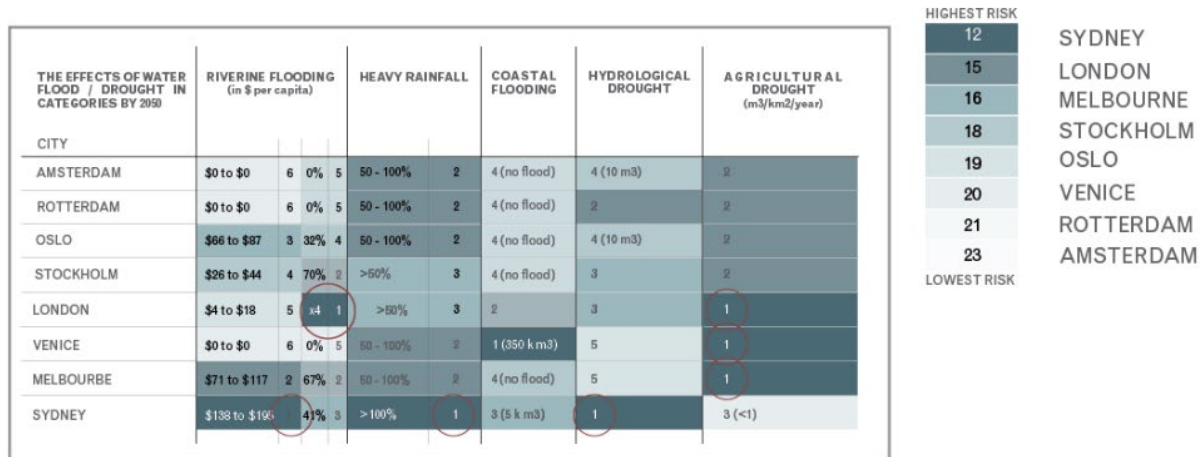 THE EFFECTS OF WATER FLOOD / DROUGHT IN CATEGORIES BY 2050
RIVERINE FLOODING (in $ per capita)
HEAVY RAINFALL
COASTAL FLOODING
HYDROLOGICAL DROUGHT
AGRICULTURAL DROUGHT (m3/km2/year)
CITY
AMSTERDAM $0 to $0 6 0% 5 50 - 100% 2 4 (no flood) 4 (10 m3) 2
ROTTERDAM $0 to $0 6 0% 5 50 - 100% 2 4 (no flood) 2 2
OSLO $66 to $87 3 32% 4 50 - 100% 2 4 (no flood) 4 (10 m3) 2
STOCKHOLM $26 to $44 4 70% 2 >50% 3 4 (no flood) 3 2
LONDON $4 to $18 5 x4 1 >50% 3 2 3 1
VENICE $0 to $0 6 0% 5 50 - 100% 2 1 (350 k m3) 5 1
MELBOURBE $71 to $117 2 67% 2 50 - 100% 2 4 (no flood) 5 1
SYDNEY $138 to $195 41% 3 >100% 1 3 (5 k m3) 1 3 (<1)
HIGHEST RISK
12 SYDNEY
15 LONDON
16 MELBOURNE
18 STOCKHOLM
19 OSLO
20 VENICE
21 ROTTERDAM
23 AMSTERDAM
LOWEST RISK